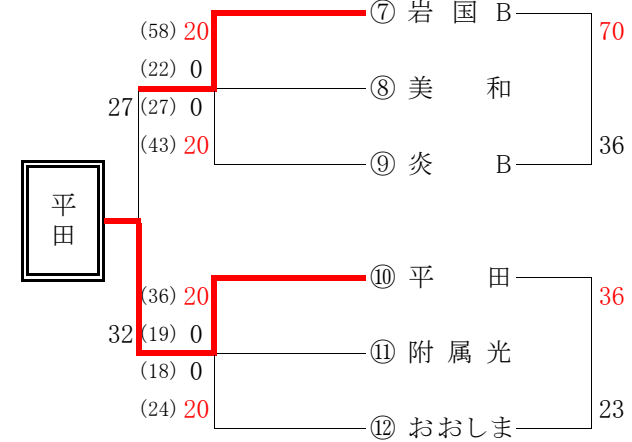 (58) 20 ⑦ 岩国B 70
(22) 0
⑧ 美和
27 (27) 0
(43) 20 36
⑨ 炎B
平田
⑩ 平田
(36) 20 36
32 (19) 0
⑪ 附属光
(18) 0
(24) 20 23
⑫ おおしま